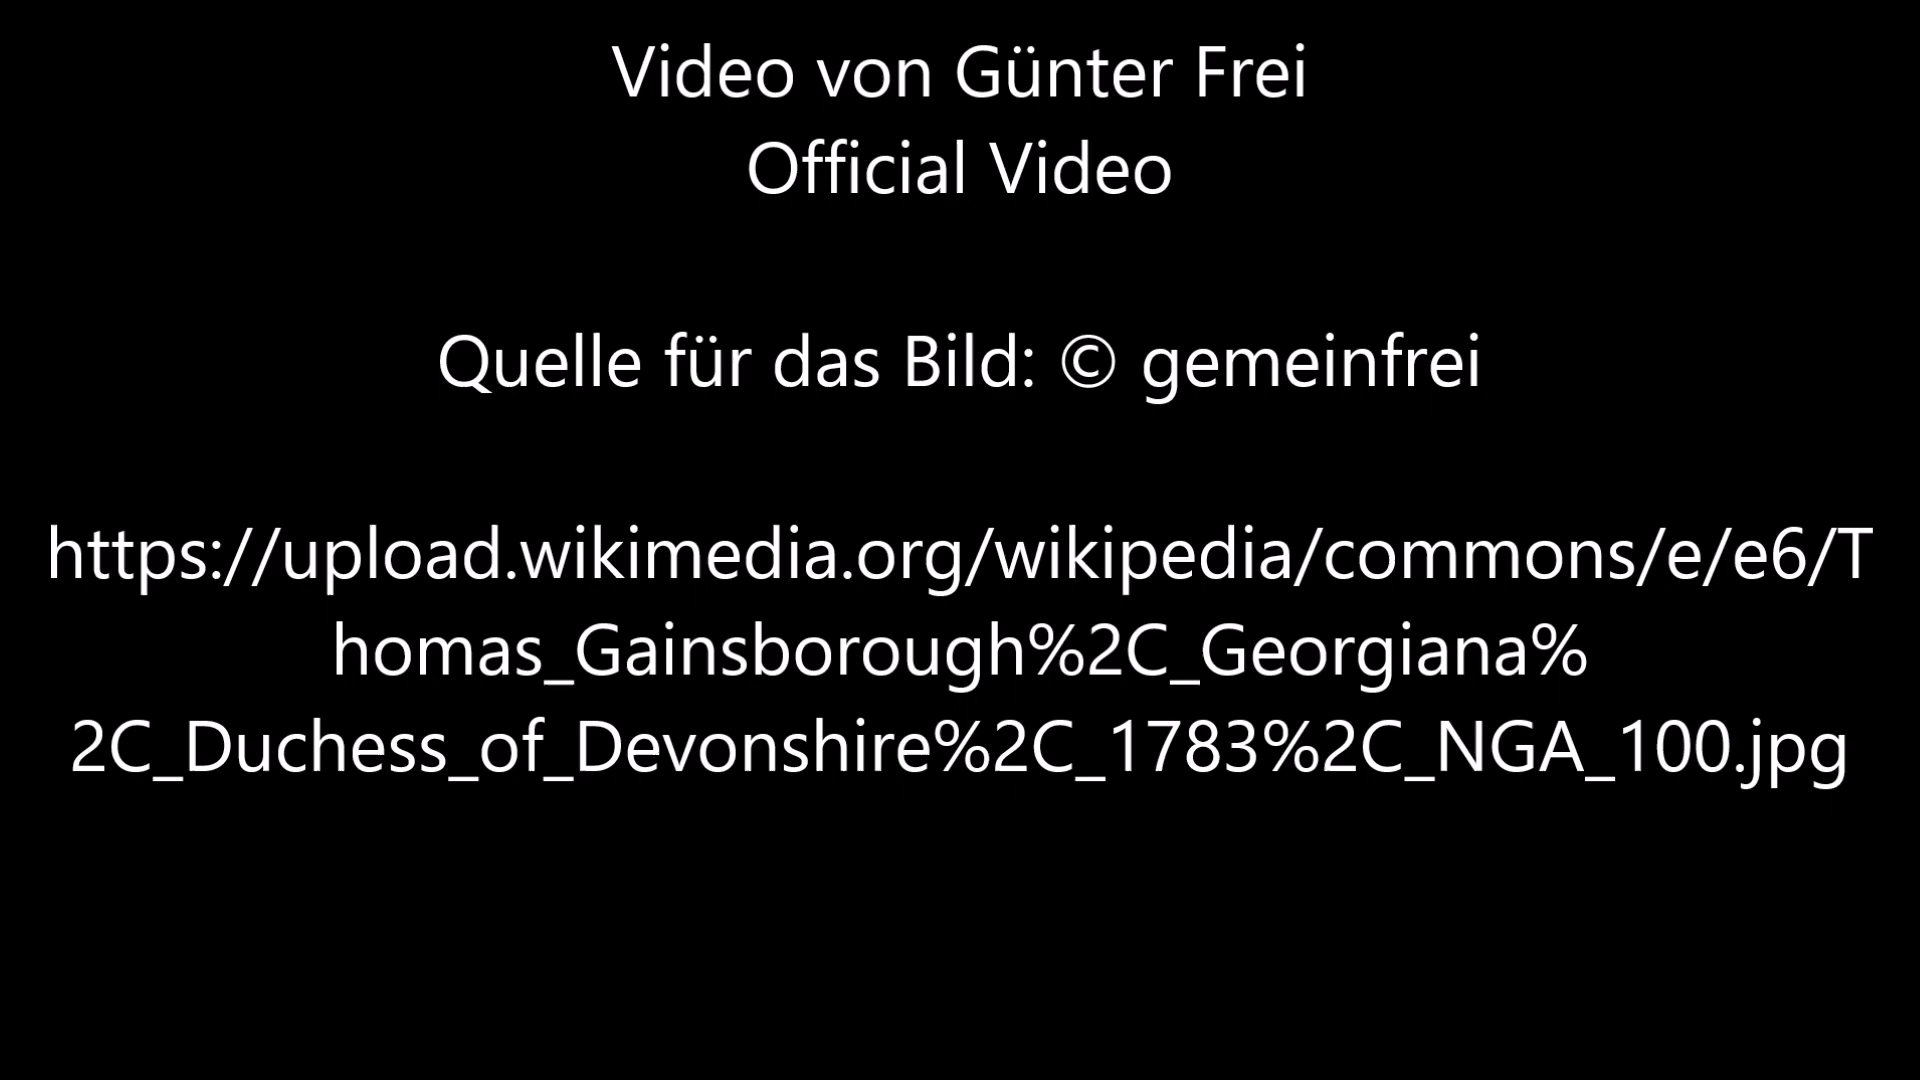 Video von Günter Frei
Official Video
Quelle für das Bild: © gemeinfrei
https://upload.wikimedia.org/wikipedia/commons/e/e6/T
homas_Gainsborough%2C_Georgiana%
2C_Duchess_of_Devonshire%2C_1783%2C_NGA_100.jpg